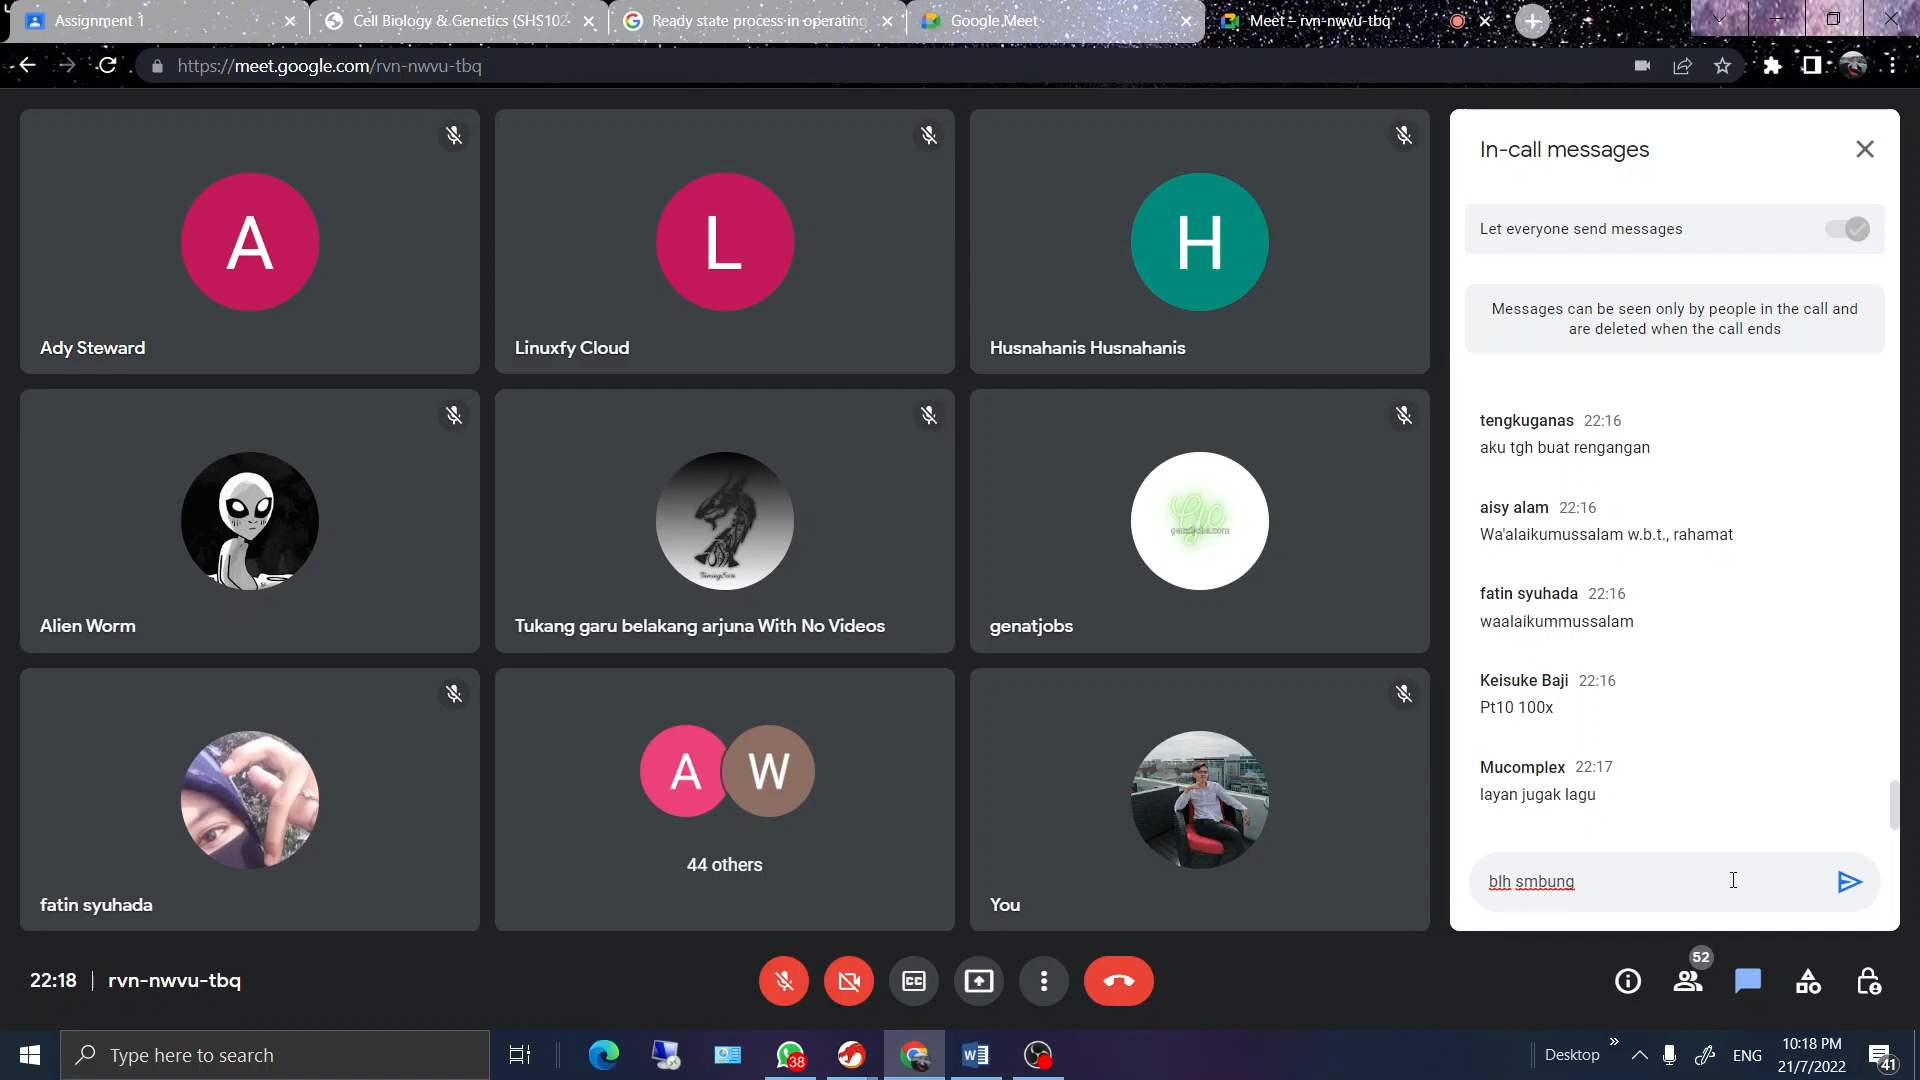 Assignment 1
Cell Biology & Genetics (SHS102
Ready state process in operating
Google Meet
Meet – rvn-nwvu-tbq
https://meet.google.com/rvn-nwvu-tbq
A
Ady Steward
L
Linuxfy Cloud
H
Husnahanis Husnahanis
Alien Worm
Tukang garu belakang arjuna With No Videos
genatjobs
fatin syuhada
A
W
44 others
You
In-call messages
Let everyone send messages
Messages can be seen only by people in the call and
are deleted when the call ends
tengkuganas 22:16
aku tgh buat rengangan
aisy alam 22:16
Wa'alaikumussalam w.b.t., rahamat
fatin syuhada 22:16
waalaikummussalam
Keisuke Baji 22:16
Pt10 100x
Mucomplex 22:17
layan jugak lagu
blh smbung
22:18 | rvn-nwvu-tbq
CC
52
Type here to search
38
Desktop
ENG
10:18 PM
21/7/2022
41